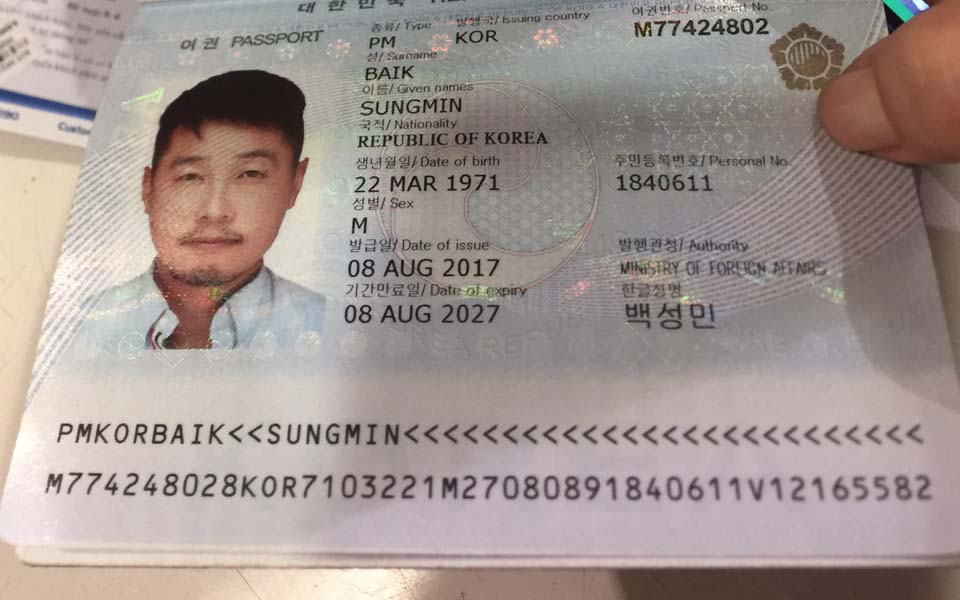 대한민국
여권 PASSPORT
종류/ Type
발행국/ Issuing country
여권번호/ Passport No.
PM
KOR
M77424802
성/ Surname
BAIK
이름/ Given names
SUNGMIN
국적/ Nationality
REPUBLIC OF KOREA
생년월일/ Date of birth
주민등록번호/ Personal No.
22 MAR 1971
1840611
성별/ Sex
M
발급일/ Date of issue
발행관청/ Authority
08 AUG 2017
MINISTRY OF FOREIGN AFFAIRS
기간만료일/ Date of expiry
한글성명
08 AUG 2027
백성민
PMKORBAIK<<SUNGMIN<<<<<<<<<<<<<<<<<<<<<<<<<<
M774248028KOR7103221M27080891840611V12165582